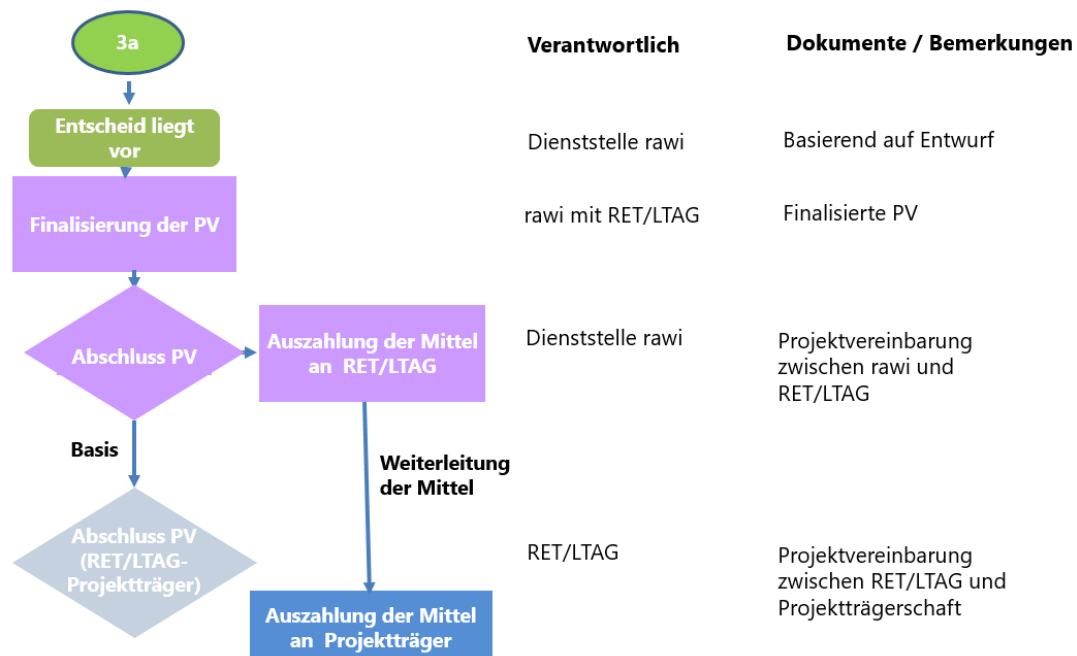 3a
Verantwortlich
Dokumente / Bemerkungen
Entscheid liegt
vor
Dienststelle rawi
Basierend auf Entwurf
Finalisierung der PV
rawi mit RET/LTAG
Finalisierte PV
Abschluss PV
Auszahlung der Mittel
an RET/LTAG
Dienststelle rawi
Projektvereinbarung
zwischen rawi und
RET/LTAG
Basis
Weiterleitung
der Mittel
Abschluss PV
(RET/LTAG-
Projektträger)
RET/LTAG
Projektvereinbarung
zwischen RET/LTAG und
Projektträgerschaft
Auszahlung der Mittel
an Projektträger